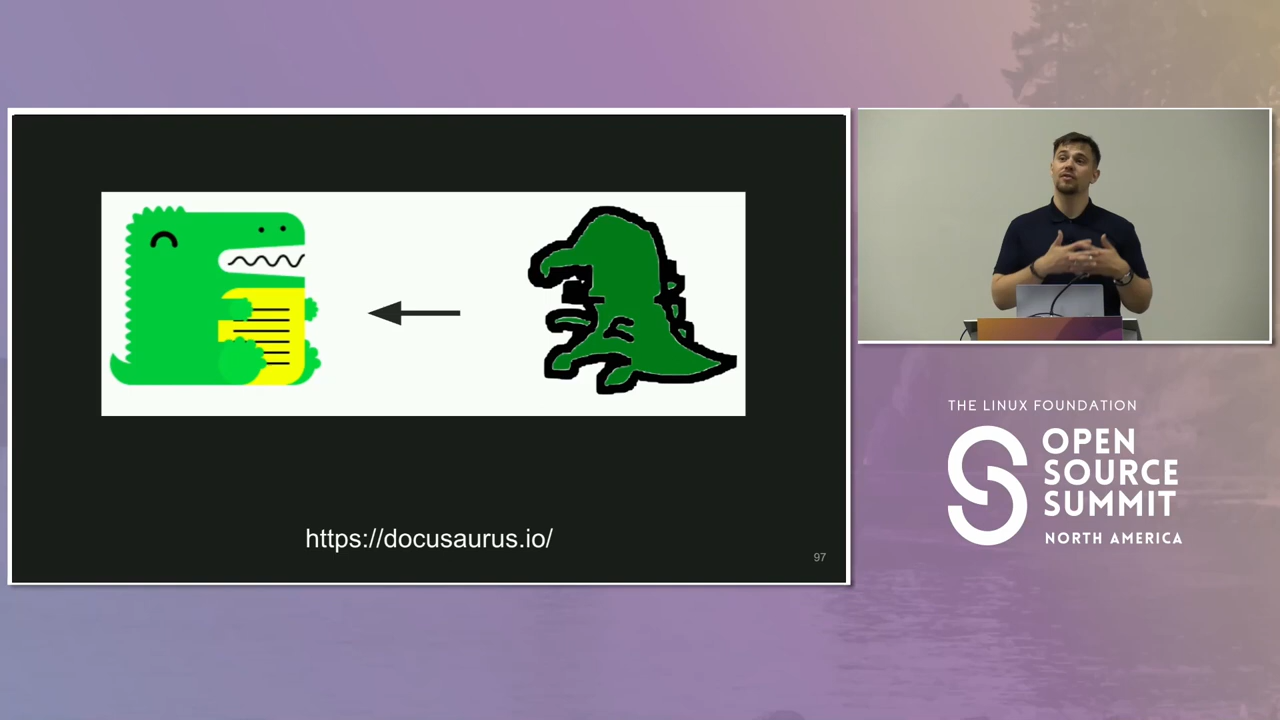 https://docusaurus.io/
97
THE LINUX FOUNDATION
OPEN
SOURCE
SUMMIT
NORTH AMERICA